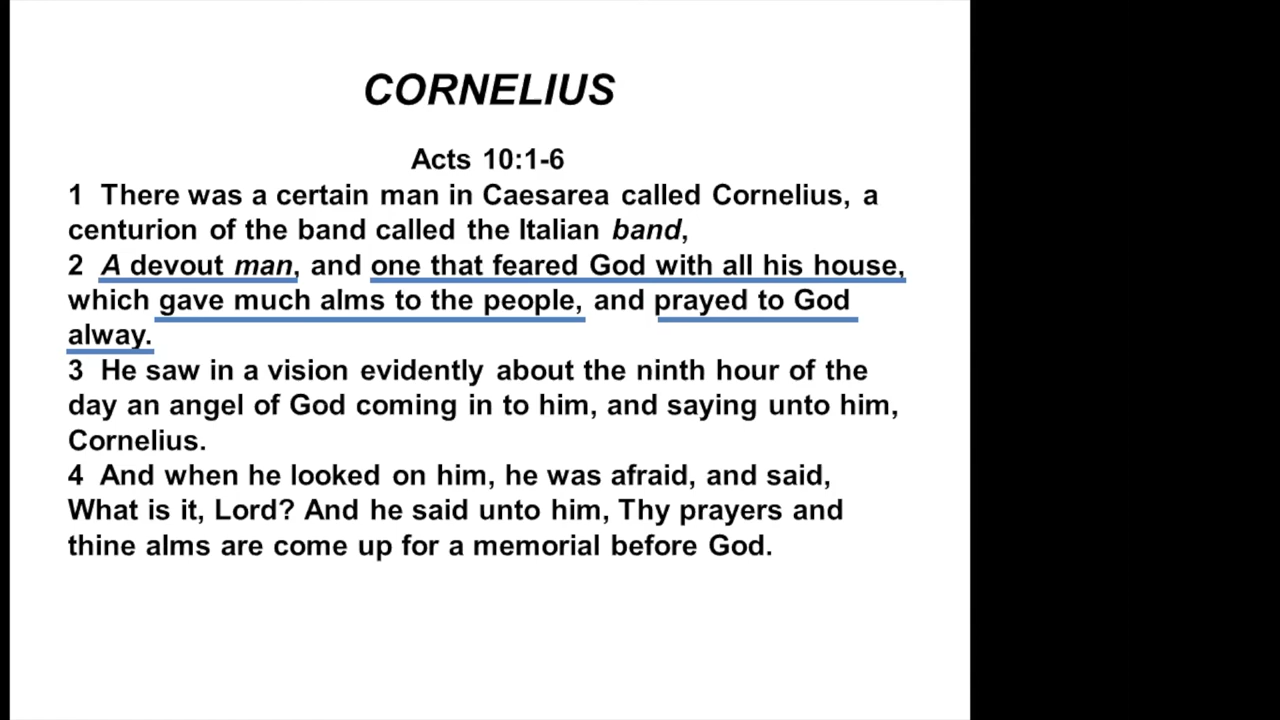 CORNELIUS
Acts 10:1-6
1 There was a certain man in Caesarea called Cornelius, a
centurion of the band called the Italian band,
2 A devout man, and one that feared God with all his house,
which gave much alms to the people, and prayed to God
alway.
3 He saw in a vision evidently about the ninth hour of the
day an angel of God coming in to him, and saying unto him,
Cornelius.
4 And when he looked on him, he was afraid, and said,
What is it, Lord? And he said unto him, Thy prayers and
thine alms are come up for a memorial before God.